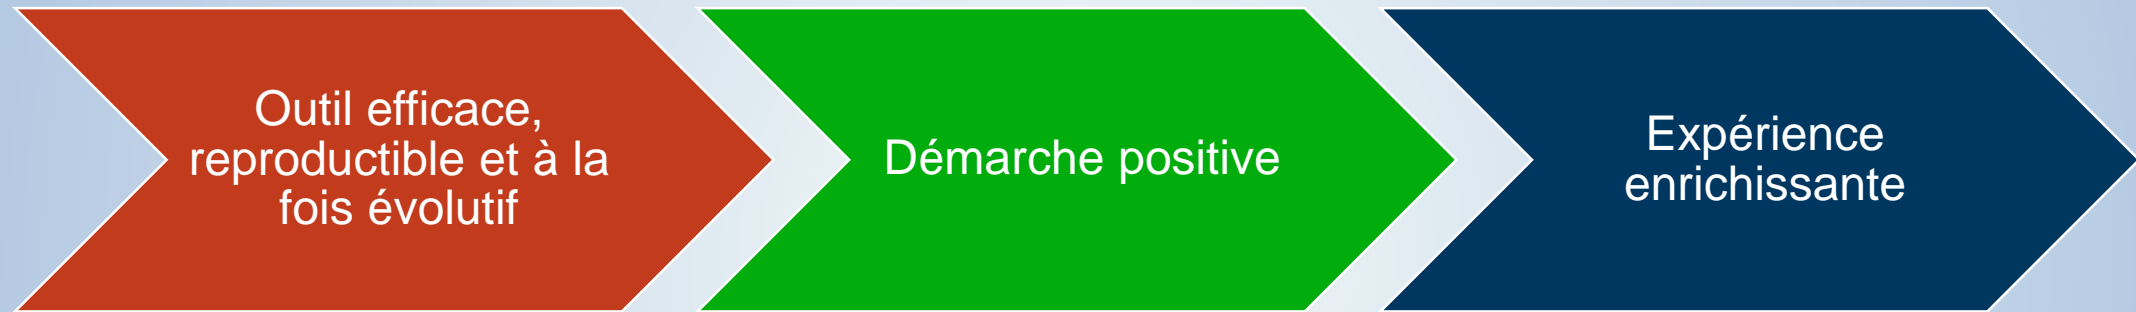 Outil efficace,
reproductible et à la
fois évolutif
Démarche positive
Expérience
enrichissante